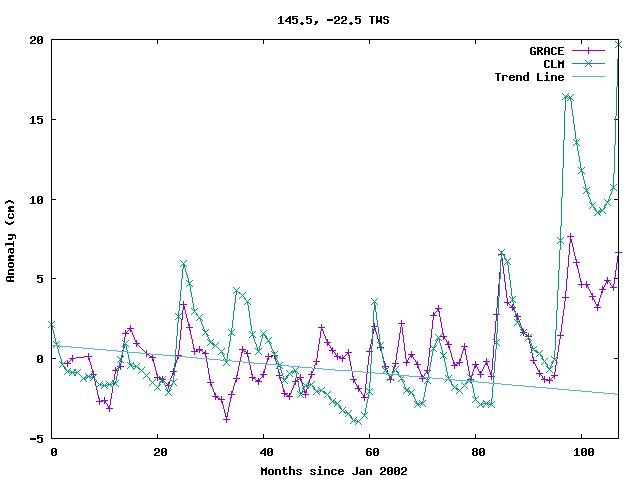 145.5, -22.5 TWS
GRACE
CLM
Trend Line
20
15
10
5
0
-5
Anomaly (cm)
0 20 40 60 80 100
Months since Jan 2002